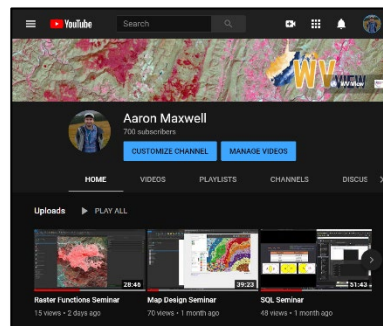 YouTube
Search
WV
WV View
Aaron Maxwell
700 subscribers
CUSTOMIZE CHANNEL MANAGE VIDEOS
HOME VIDEOS PLAYLISTS CHANNELS DISCUS
Uploads PLAY ALL
28:46 39:23 51:43
Raster Functions Seminar Map Design Seminar SQL Seminar
15 views • 2 days ago 70 views • 1 month ago 48 views • 1 month ago